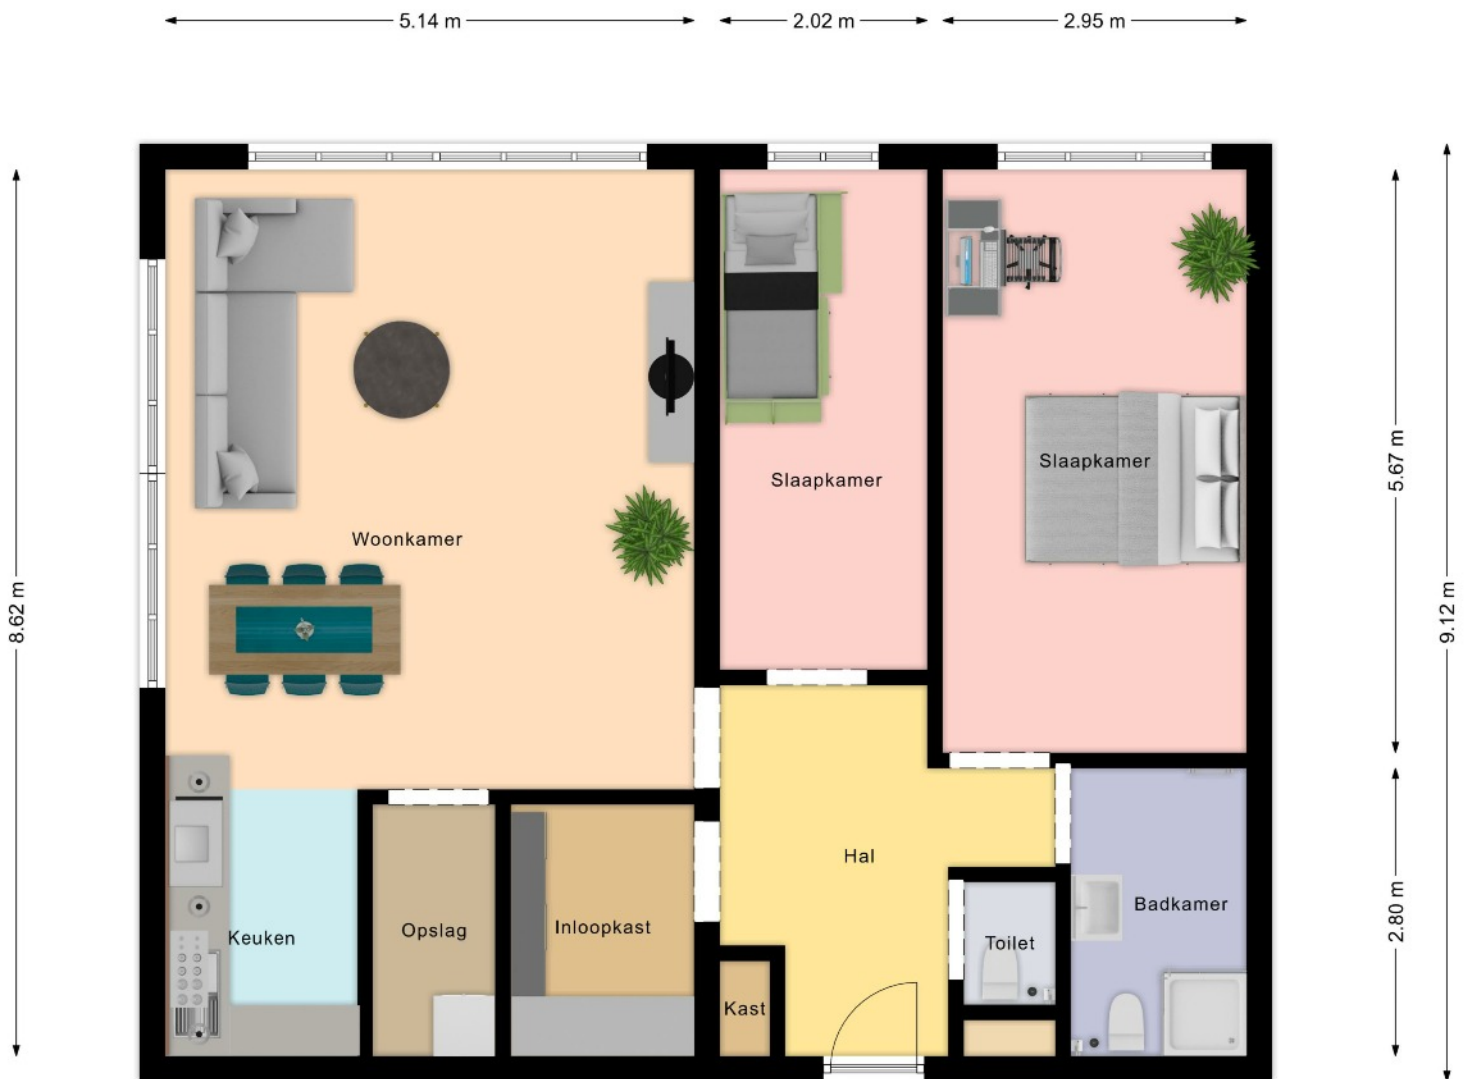 5.14 m
2.02 m
2.95 m
8.62 m
5.67 m
9.12 m
2.80 m
Slaapkamer
Slaapkamer
Woonkamer
Hal
Badkamer
Inloopkast
Opslag
Keuken
Toilet
Kast